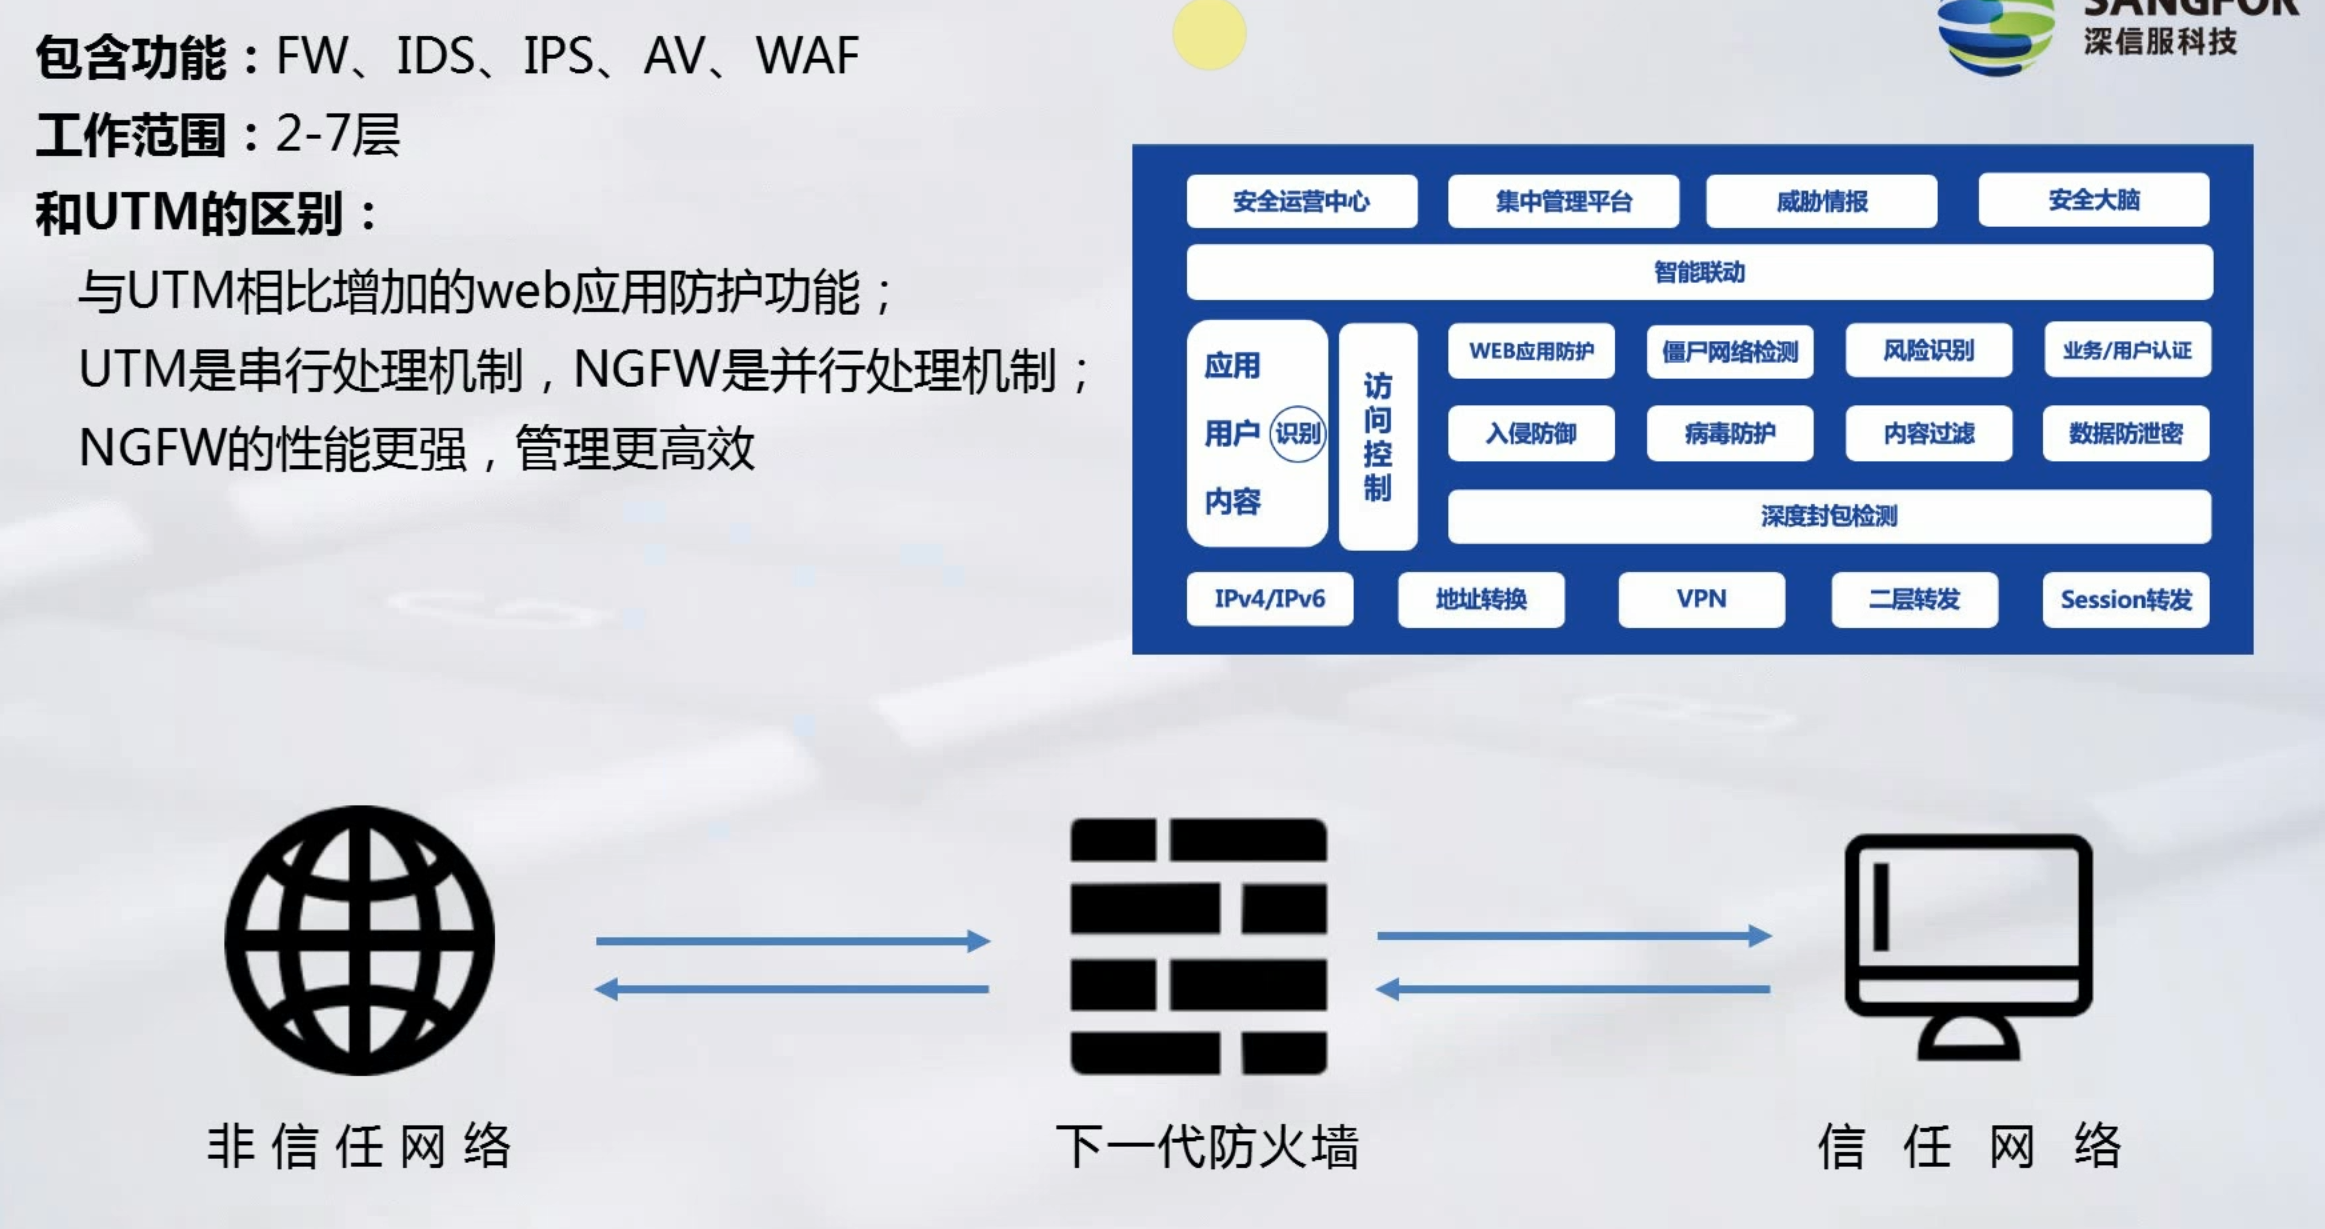 包含功能：FW、IDS、IPS、AV、WAF
工作范围：2-7层
和UTM的区别：
与UTM相比增加的web应用防护功能；
UTM是串行处理机制，NGFW是并行处理机制；
NGFW的性能更强，管理更高效
SANGFOR
深信服科技
安全运营中心 集中管理平台 威胁情报 安全大脑
智能联动
应用
用户 识别
内容
访问控制
WEB应用防护 僵尸网络检测 风险识别 业务/用户认证
入侵防御 病毒防护 内容过滤 数据防泄密
深度封包检测
IPv4/IPv6 地址转换 VPN 二层转发 Session转发
非信任网络 下一代防火墙 信任网络